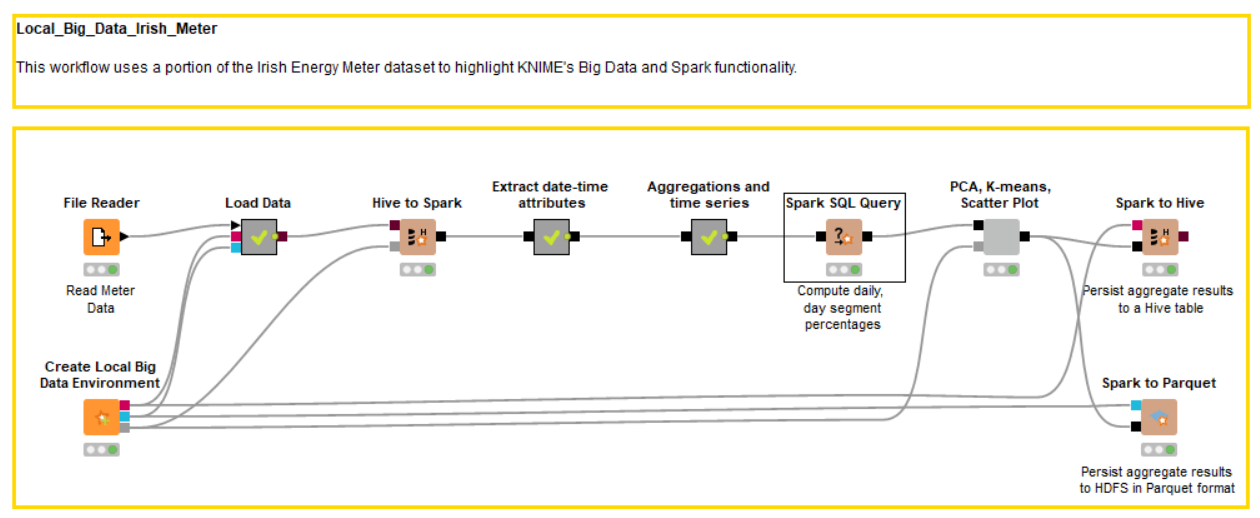 Local_Big_Data_Irish_Meter
This workflow uses a portion of the Irish Energy Meter dataset to highlight KNIME's Big Data and Spark functionality.
File Reader
Read Meter
Data
Load Data
Hive to Spark
H
Extract date-time
attributes
Aggregations and
time series
Spark SQL Query
?
Compute daily,
day segment
percentages
PCA, K-means,
Scatter Plot
Spark to Hive
H
Persist aggregate results
to a Hive table
Create Local Big
Data Environment
Spark to Parquet
Persist aggregate results
to HDFS in Parquet format